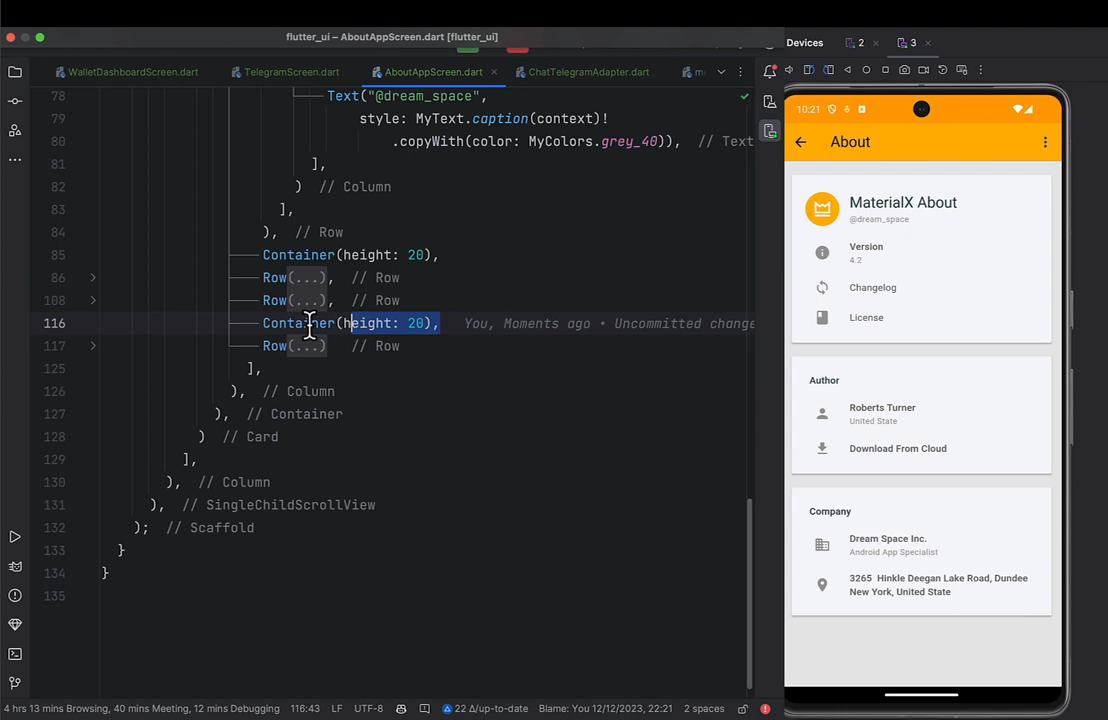 flutter_ui – AboutAppScreen.dart [flutter_ui]
WalletDashboardScreen.dart
TelegramScreen.dart
AboutAppScreen.dart
ChatTelegramAdapter.dart
78 Text("@dream_space",
79 style: MyText.caption(context)!
80 .copyWith(color: MyColors.grey_40)), // Text
81 ],
82 ) // Column
83 ],
84 ), // Row
85 Container(height: 20),
86 Row(...), // Row
108 Row(...), // Row
116 Container(height: 20), You, Moments ago • Uncommitted change
117 Row(...) // Row
125 ],
126 ), // Column
127 ), // Container
128 ) // Card
129 ],
130 ), // Column
131 ), // SingleChildScrollView
132 ); // Scaffold
133 }
134 }
135
4 hrs 13 mins Browsing, 40 mins Meeting, 12 mins Debugging 116:43 LF UTF-8 22 Δ/up-to-date Blame: You 12/12/2023, 22:21 2 spaces
Devices 2 3
10:21
About
MaterialX About
@dream_space
Version
4.2
Changelog
License
Author
Roberts Turner
United State
Download From Cloud
Company
Dream Space Inc.
Android App Specialist
3265 Hinkle Deegan Lake Road, Dundee
New York, United State